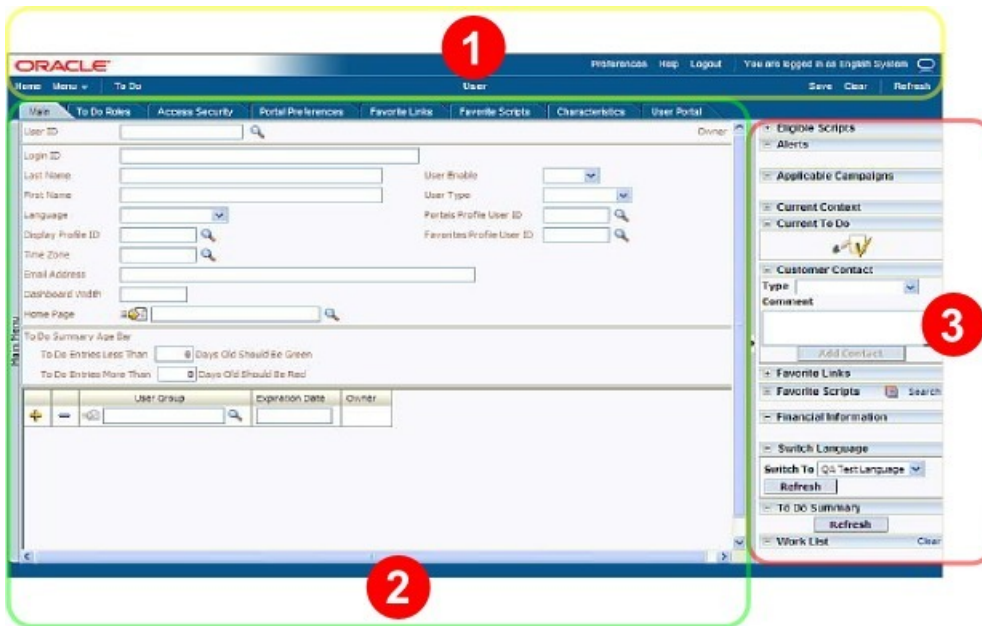 1
ORACLE
Preferences Help Logout You are logged in as English System
Home Menu To Do User Save Clear Refresh
Main To Do Roles Access Security Portal Preferences Favorite Links Favorite Scripts Characteristics User Portal
User ID Owner
Login ID
Last Name User Enable
First Name User Type
Language Portals Profile User ID
Display Profile ID Favorites Profile User ID
Time Zone
Email Address
Dashboard Width
Home Page
To Do Summary Age Bar
To Do Entries Less Than 0 Days Old Should Be Green
To Do Entries More Than 0 Days Old Should Be Red
User Group Expiration Date Owner
Main Menu
2
Eligible Scripts
Alerts
Applicable Campaigns
Current Context
Current To Do
Customer Contact
Type
Comment
3
Add Contact
Favorite Links
Favorite Scripts Search
Financial Information
Switch Language
Switch To QA Test Language
Refresh
To Do Summary
Refresh
Work List Clear